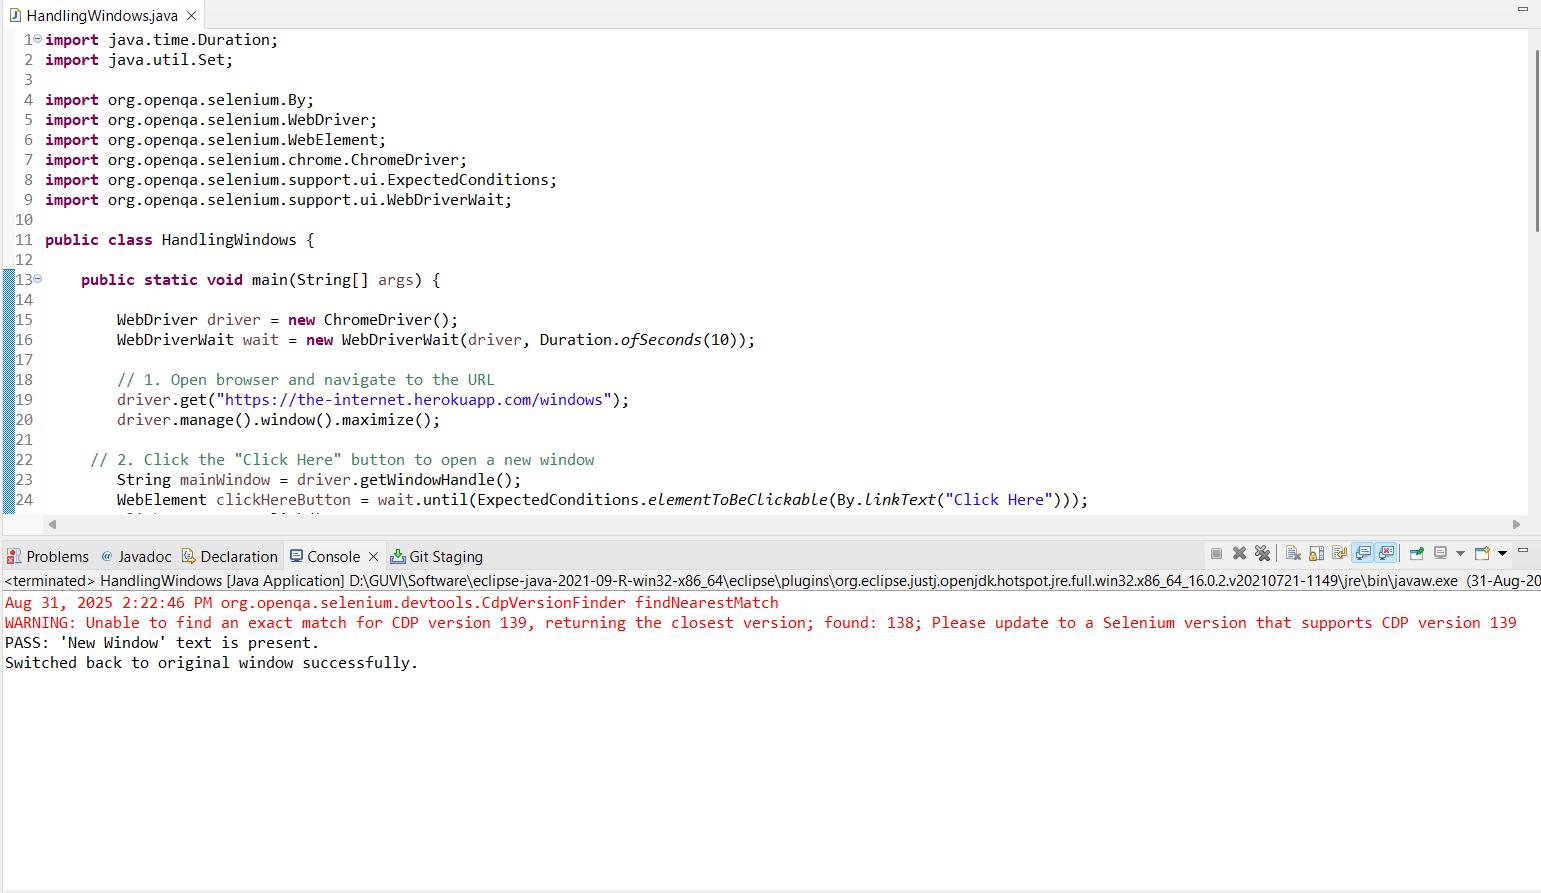 HandlingWindows.java
1 import java.time.Duration;
2 import java.util.Set;
3
4 import org.openqa.selenium.By;
5 import org.openqa.selenium.WebDriver;
6 import org.openqa.selenium.WebElement;
7 import org.openqa.selenium.chrome.ChromeDriver;
8 import org.openqa.selenium.support.ui.ExpectedConditions;
9 import org.openqa.selenium.support.ui.WebDriverWait;
10
11 public class HandlingWindows {
12
13     public static void main(String[] args) {
14
15         WebDriver driver = new ChromeDriver();
16         WebDriverWait wait = new WebDriverWait(driver, Duration.ofSeconds(10));
17
18         // 1. Open browser and navigate to the URL
19         driver.get("https://the-internet.herokuapp.com/windows");
20         driver.manage().window().maximize();
21
22      // 2. Click the "Click Here" button to open a new window
23         String mainWindow = driver.getWindowHandle();
24         WebElement clickHereButton = wait.until(ExpectedConditions.elementToBeClickable(By.linkText("Click Here")));
Problems @ Javadoc Declaration Console Git Staging
<terminated> HandlingWindows [Java Application] D:\GUVI\Software\eclipse-java-2021-09-R-win32-x86_64\eclipse\plugins\org.eclipse.justj.openjdk.hotspot.jre.full.win32.x86_64_16.0.2.v20210721-1149\jre\bin\javaw.exe (31-Aug-20
Aug 31, 2025 2:22:46 PM org.openqa.selenium.devtools.CdpVersionFinder findNearestMatch
WARNING: Unable to find an exact match for CDP version 139, returning the closest version; found: 138; Please update to a Selenium version that supports CDP version 139
PASS: 'New Window' text is present.
Switched back to original window successfully.